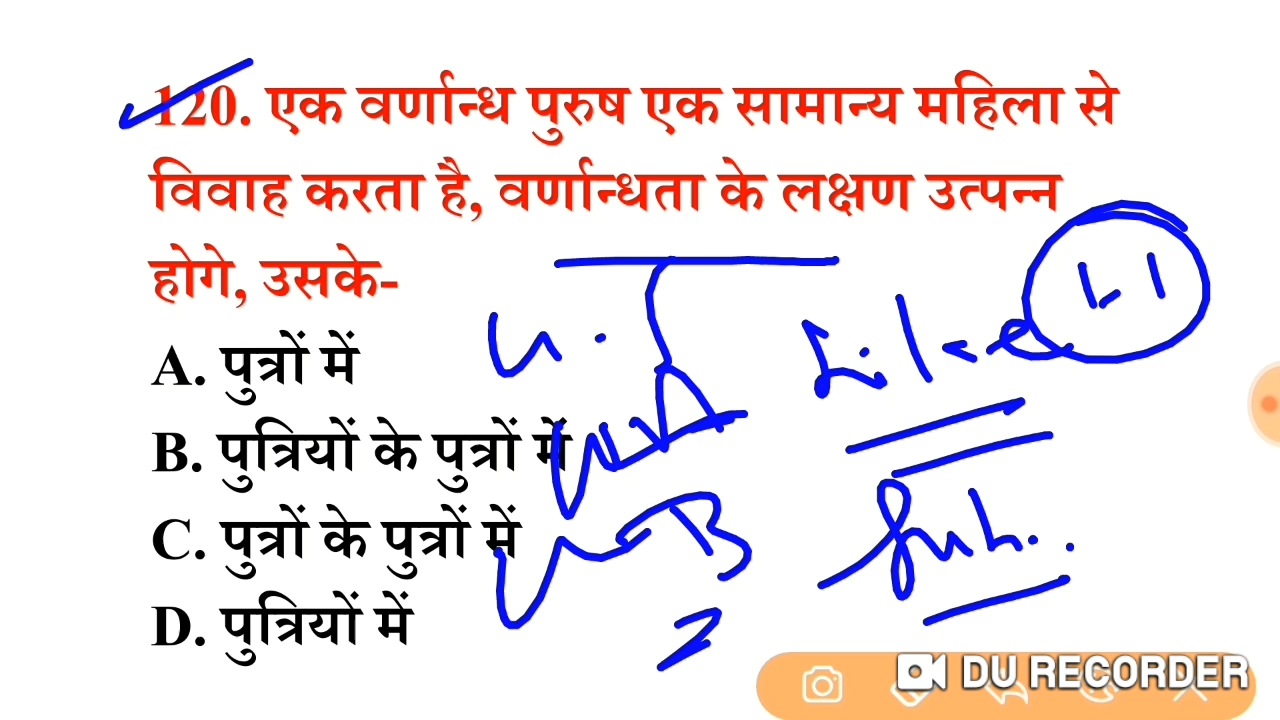 120. एक वर्णान्ध पुरुष एक सामान्य महिला से
विवाह करता है, वर्णान्धता के लक्षण उत्पन्न
होगे, उसके-
A. पुत्रों में
B. पुत्रियों के पुत्रों में
C. पुत्रों के पुत्रों में
D. पुत्रियों में
DU RECORDER